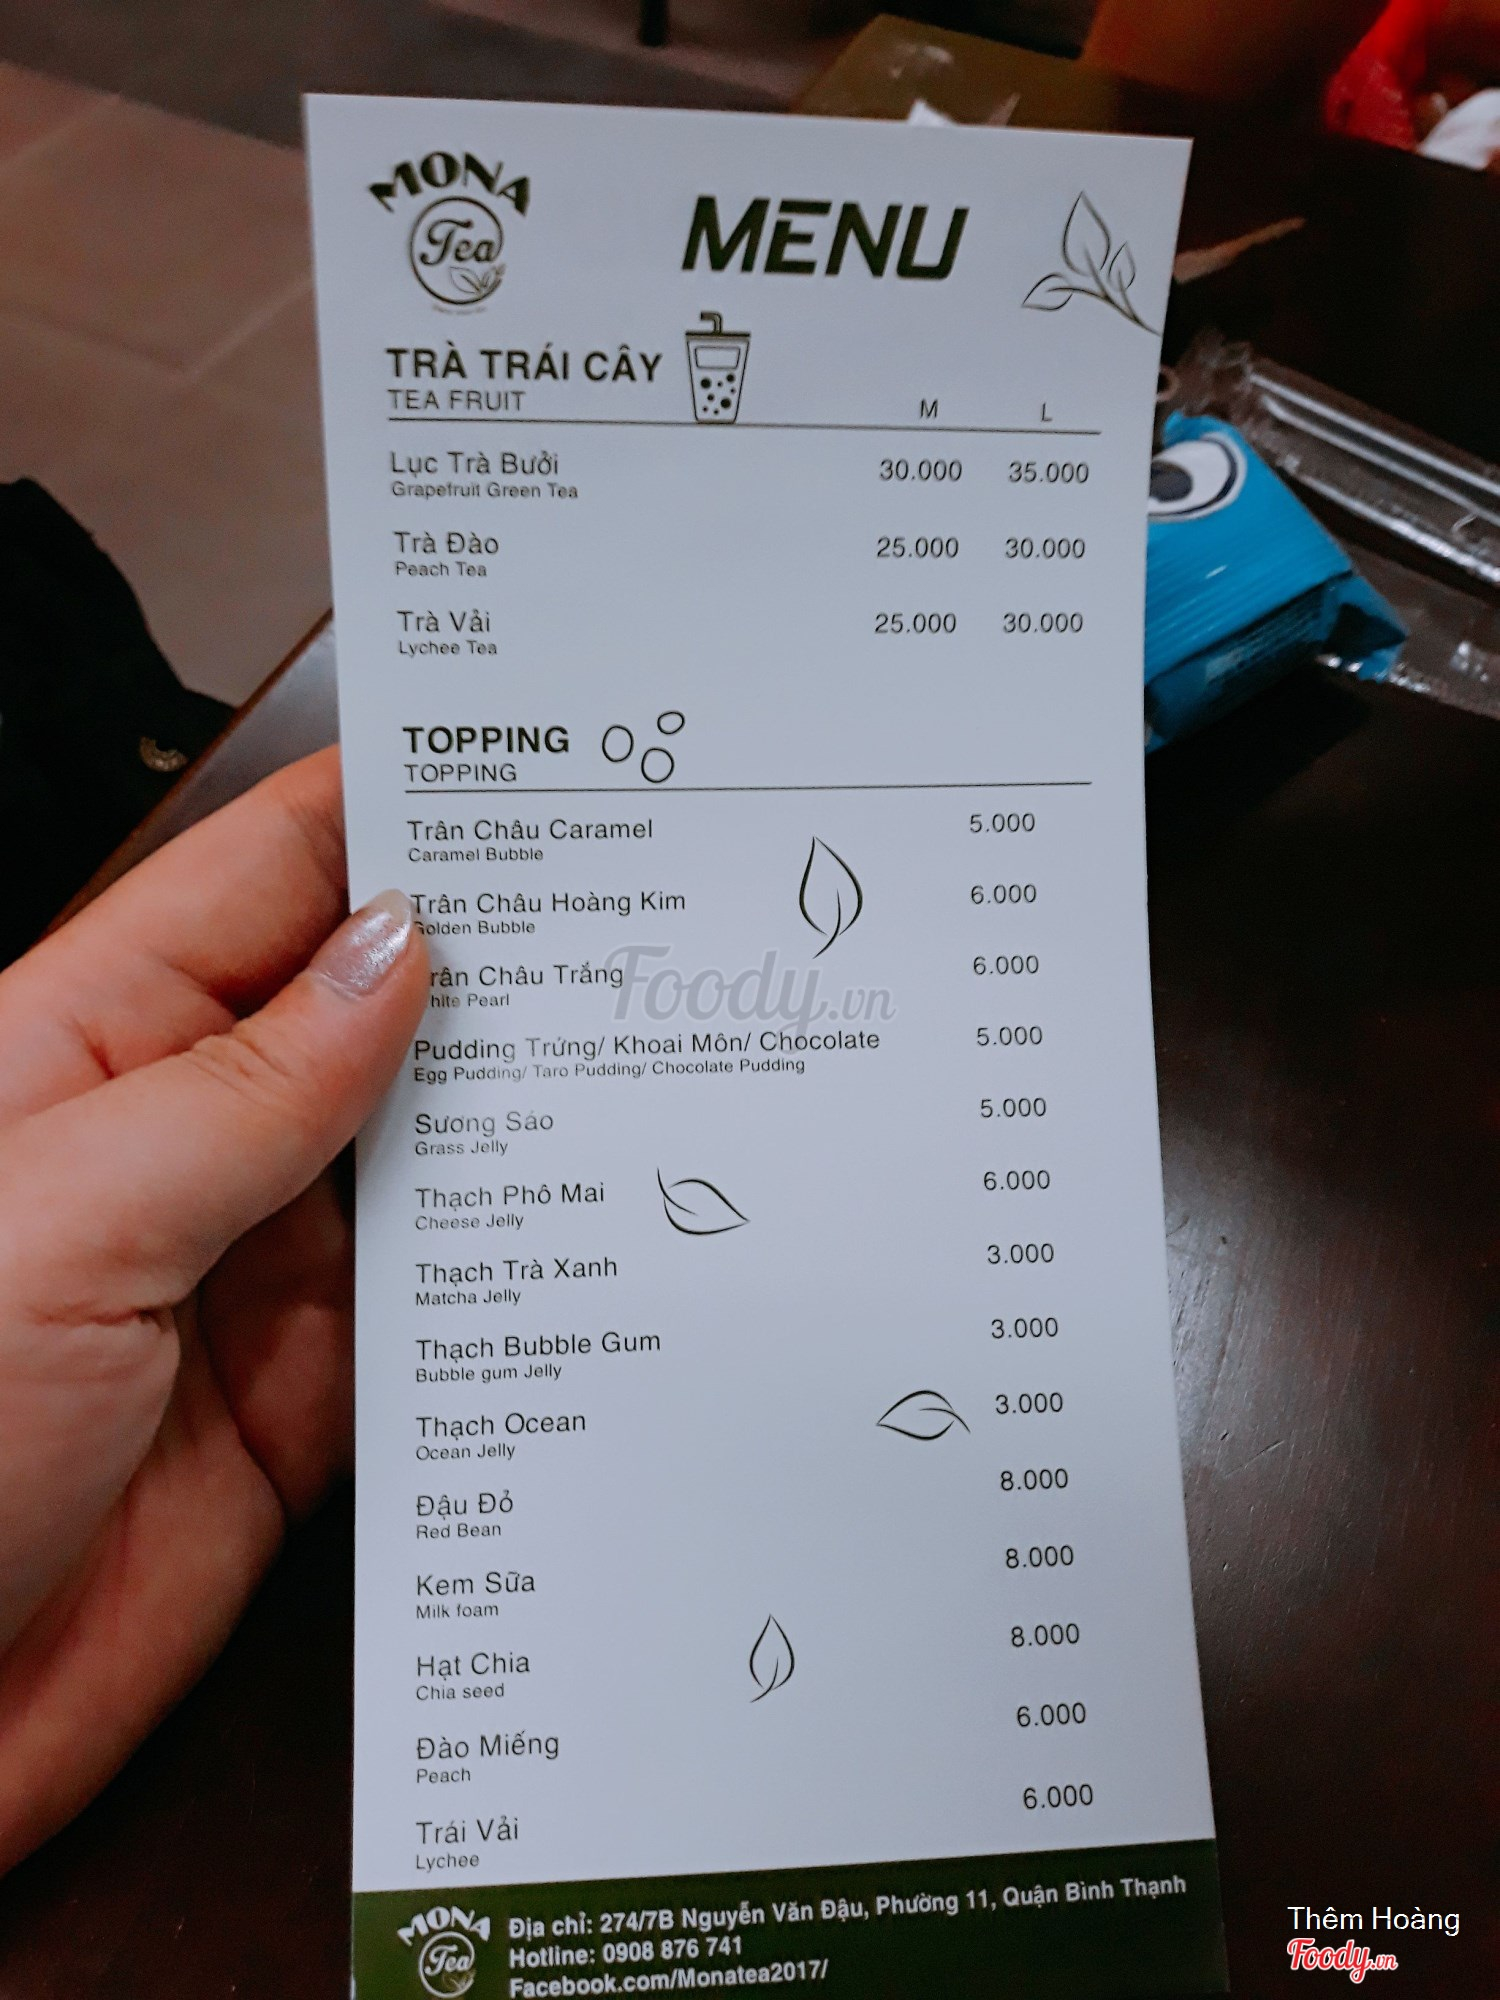 MONA
Tea
MENU
TRÀ TRÁI CÂY
TEA FRUIT
M L
Lục Trà Bưởi 30.000 35.000
Grapefruit Green Tea
Trà Đào 25.000 30.000
Peach Tea
Trà Vải 25.000 30.000
Lychee Tea
TOPPING
TOPPING
Trân Châu Caramel 5.000
Caramel Bubble
Trân Châu Hoàng Kim 6.000
Golden Bubble
Châu Trắng 6.000
Pearl
Pudding Trứng/ Khoai Môn/ Chocolate 5.000
Egg Pudding/ Taro Pudding/ Chocolate Pudding
Sương Sáo 5.000
Grass Jelly
Thạch Phô Mai 6.000
Cheese Jelly
Thạch Trà Xanh 3.000
Matcha Jelly
Thạch Bubble Gum 3.000
Bubble gum Jelly
Thạch Ocean 3.000
Ocean Jelly
Đậu Đỏ 8.000
Red Bean
Kem Sữa 8.000
Milk foam
Hạt Chia 8.000
Chia seed
Đào Miếng 6.000
Peach
Trái Vải 6.000
Lychee
MONA
Tea
Địa chỉ: 274/7B Nguyễn Văn Đậu, Phường 11, Quận Bình Thạnh
Hotline: 0908 876 741
Facebook.com/Monatea2017/
Foody.vn
Thêm Hoàng
Foody.vn